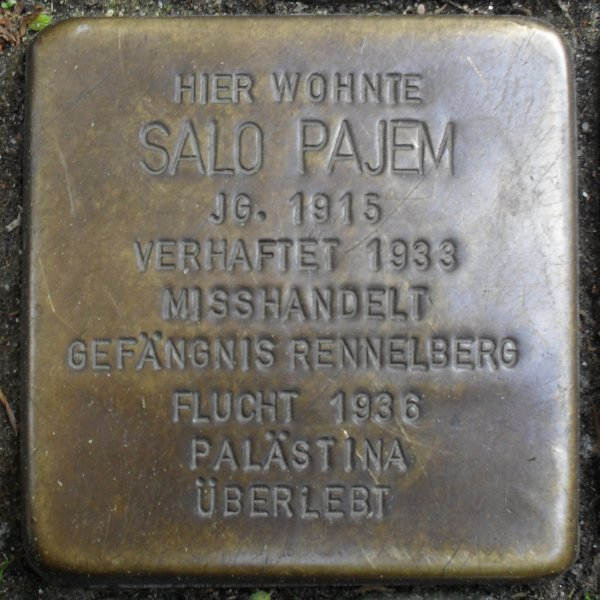 HIER WOHNTE
SALO PAJEM
JG. 1915
VERHAFTET 1933
MISSHANDELT
GEFÄNGNIS RENNELBERG
FLUCHT 1936
PALÄSTINA
ÜBERLEBT